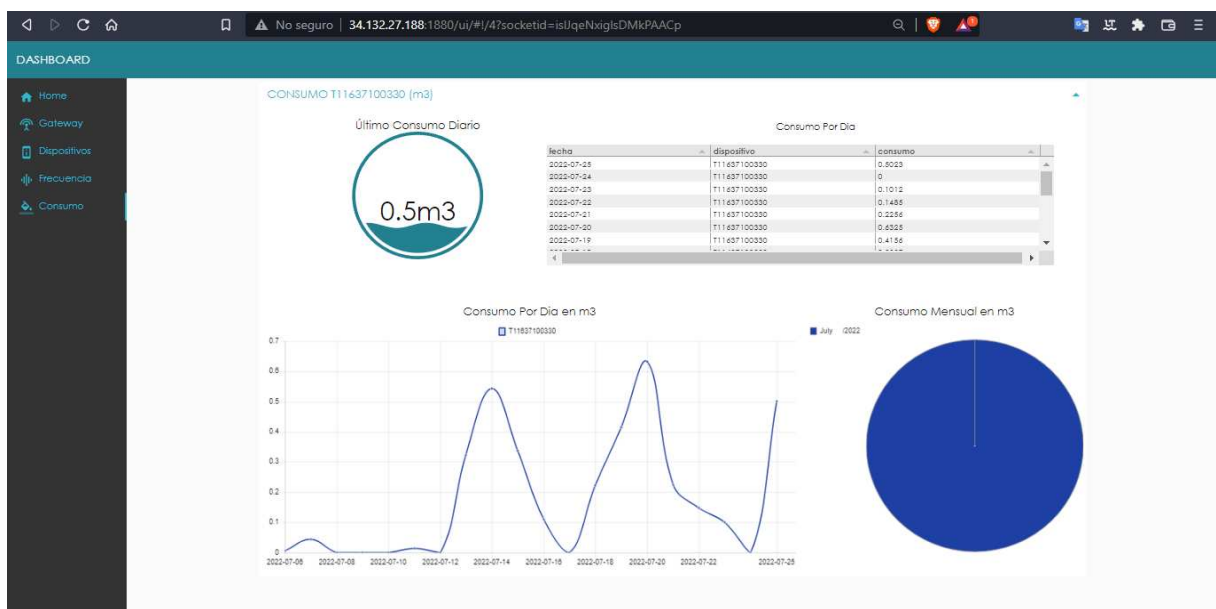 No seguro | 34.132.27.188:1880/ui/#!/4?socketid=isUqeNxiglsDMkPAACp
DASHBOARD
Home
Gateway
Dispositivos
Frecuencia
Consumo
CONSUMO T11637100330 (m3)
Último Consumo Diario
0.5m3
Consumo Por Dia
fecha dispositivo consumo
2022-07-25 T11637100330 0.5023
2022-07-24 T11637100330 0
2022-07-23 T11637100330 0.1012
2022-07-22 T11637100330 0.1485
2022-07-21 T11637100330 0.2256
2022-07-20 T11637100330 0.6325
2022-07-19 T11637100330 0.4156
Consumo Por Dia en m3
T11637100330
0.7
0.6
0.5
0.4
0.3
0.2
0.1
0
2022-07-06 2022-07-08 2022-07-10 2022-07-12 2022-07-14 2022-07-16 2022-07-18 2022-07-20 2022-07-22 2022-07-25
Consumo Mensual en m3
July /2022